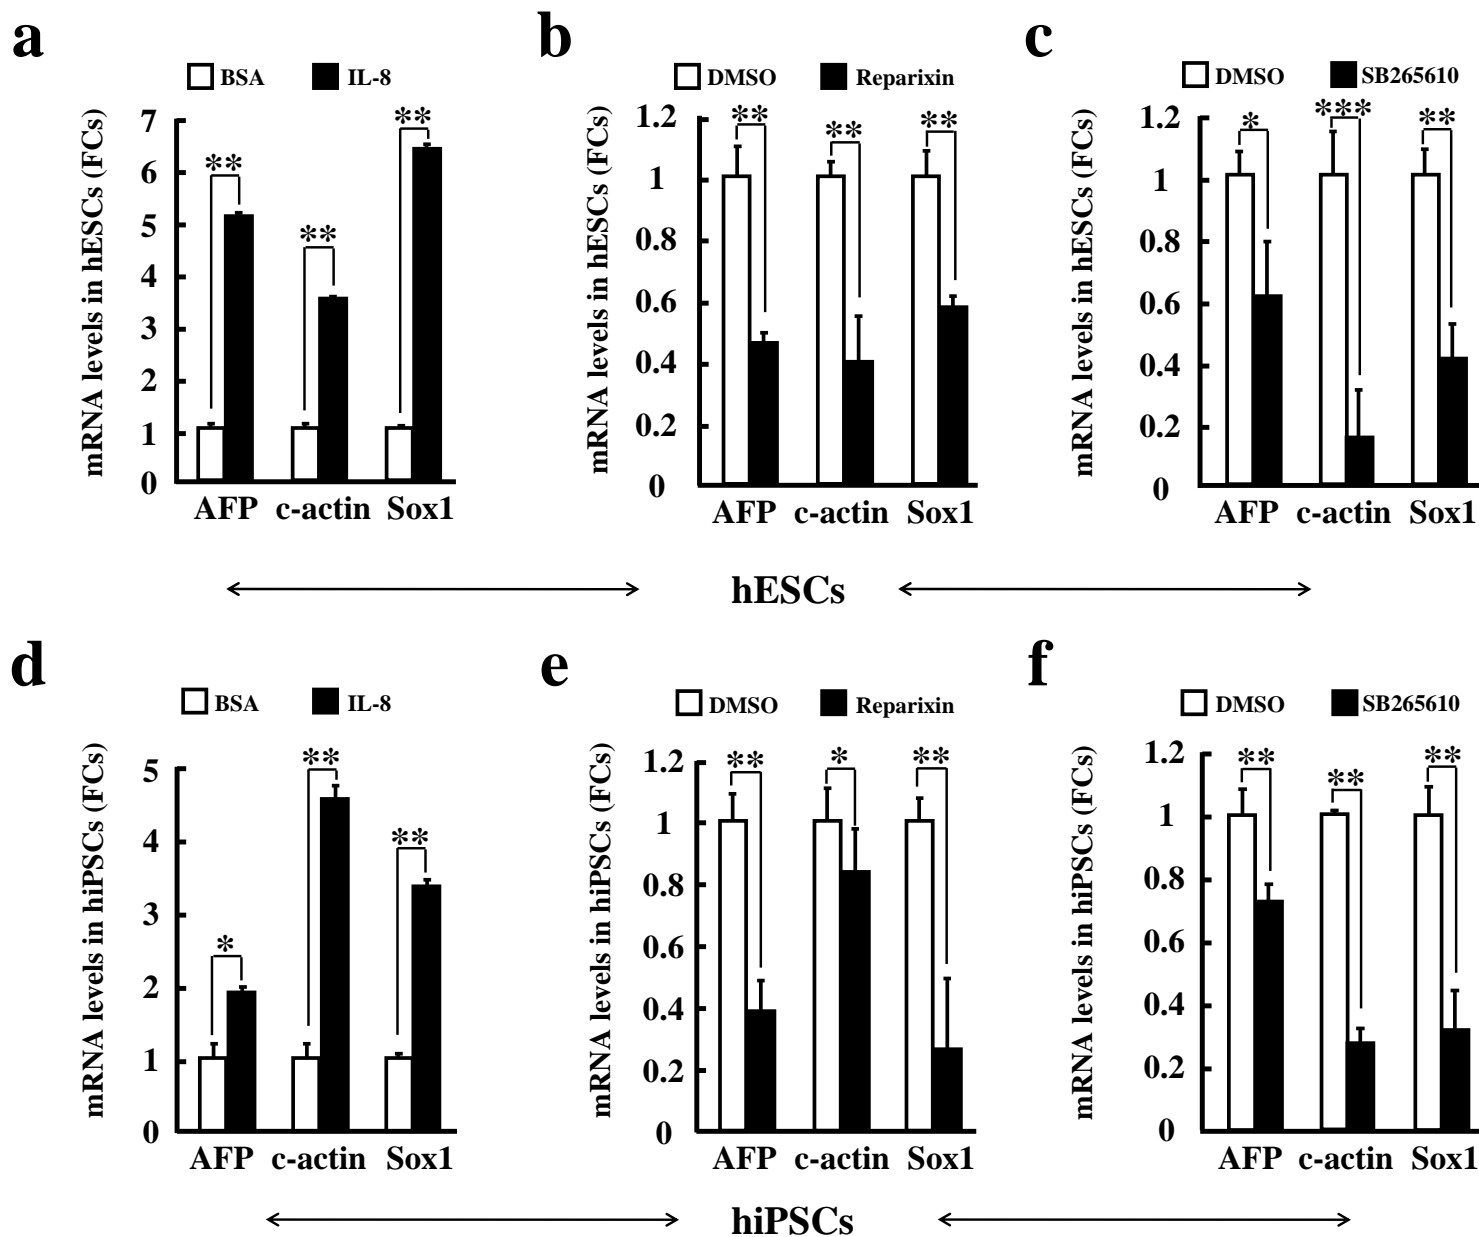 a
BSA IL-8
mRNA levels in hESCs (FCs)
7
6
5
4
3
2
1
0
** ** **
AFP c-actin Sox1
b
DMSO Reparixin
mRNA levels in hESCs (FCs)
1.2
1
0.8
0.6
0.4
0.2
0
** ** **
AFP c-actin Sox1
c
DMSO SB265610
mRNA levels in hESCs (FCs)
1.2
1
0.8
0.6
0.4
0.2
0
* *** **
AFP c-actin Sox1
hESCs
d
BSA IL-8
mRNA levels in hiPSCs (FCs)
5
4
3
2
1
0
* ** **
AFP c-actin Sox1
e
DMSO Reparixin
mRNA levels in hiPSCs (FCs)
1.2
1
0.8
0.6
0.4
0.2
0
** * **
AFP c-actin Sox1
f
DMSO SB265610
mRNA levels in hiPSCs (FCs)
1.2
1
0.8
0.6
0.4
0.2
0
** ** **
AFP c-actin Sox1
hiPSCs